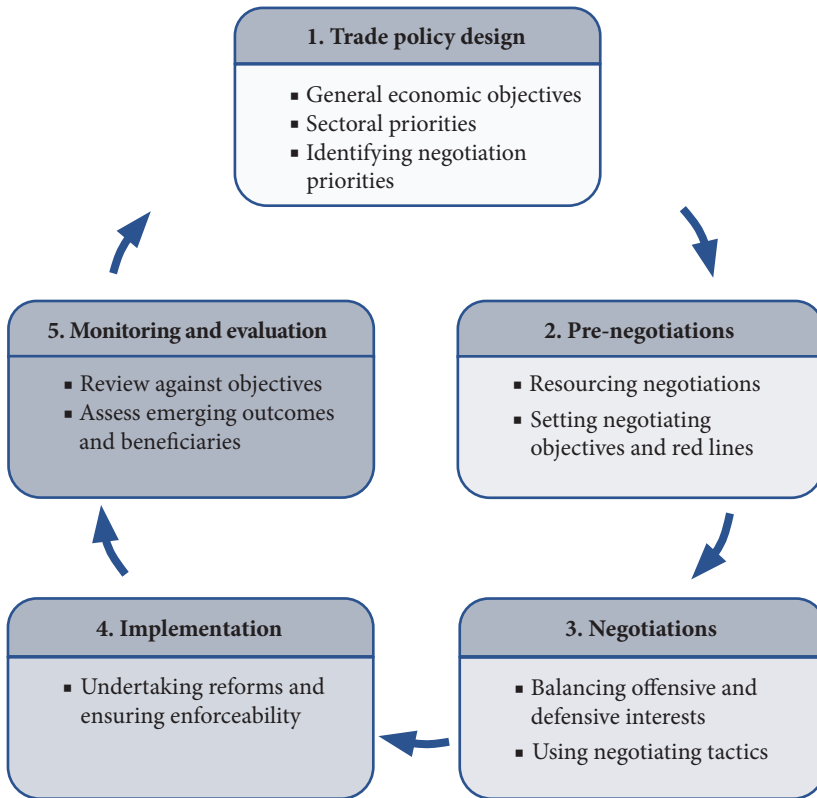 1. Trade policy design
▪ General economic objectives
▪ Sectoral priorities
▪ Identifying negotiation
priorities
2. Pre-negotiations
▪ Resourcing negotiations
▪ Setting negotiating
objectives and red lines
3. Negotiations
▪ Balancing offensive and
defensive interests
▪ Using negotiating tactics
4. Implementation
▪ Undertaking reforms and
ensuring enforceability
5. Monitoring and evaluation
▪ Review against objectives
▪ Assess emerging outcomes
and beneficiaries